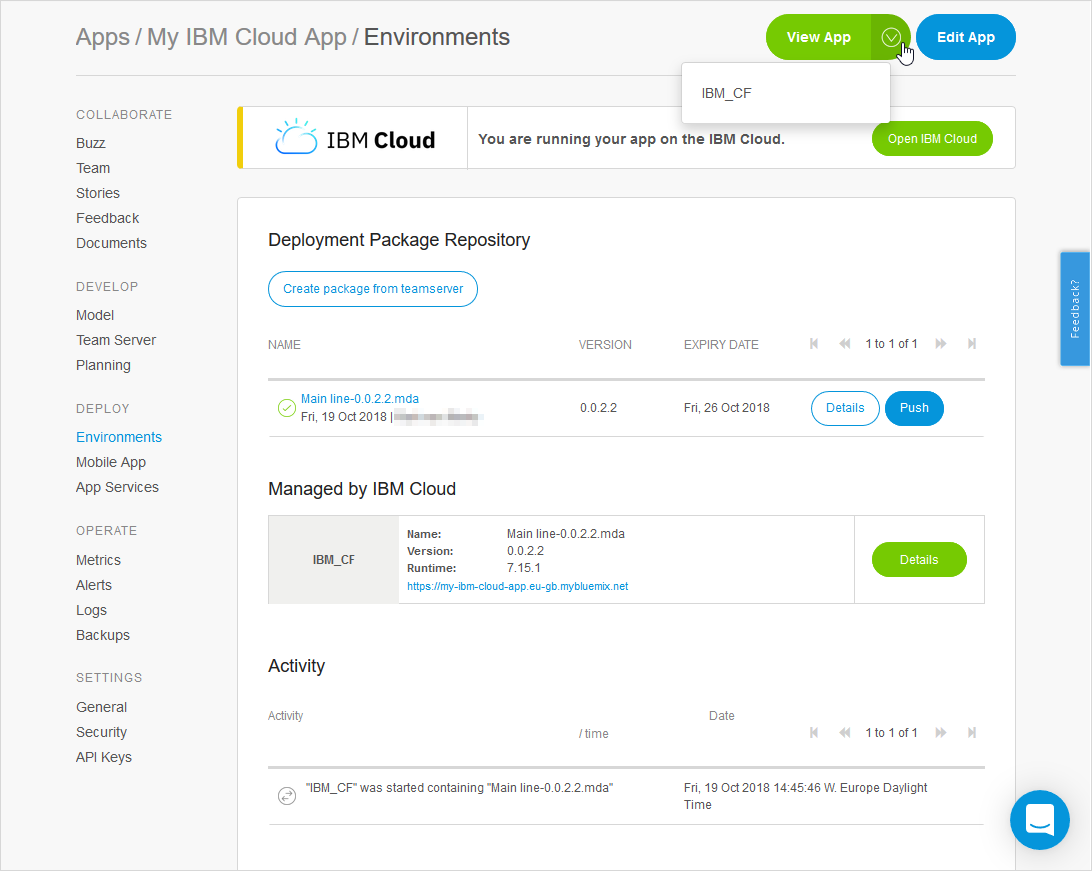 Apps / My IBM Cloud App / Environments
View App
Edit App
IBM_CF
COLLABORATE
Buzz
Team
Stories
Feedback
Documents
DEVELOP
Model
Team Server
Planning
DEPLOY
Environments
Mobile App
App Services
OPERATE
Metrics
Alerts
Logs
Backups
SETTINGS
General
Security
API Keys
IBM Cloud
You are running your app on the IBM Cloud.
Open IBM Cloud
Deployment Package Repository
Create package from teamserver
NAME VERSION EXPIRY DATE 1 to 1 of 1
Main line-0.0.2.2.mda
Fri, 19 Oct 2018 |
0.0.2.2
Fri, 26 Oct 2018
Details
Push
Managed by IBM Cloud
IBM_CF
Name: Main line-0.0.2.2.mda
Version: 0.0.2.2
Runtime: 7.15.1
https://my-ibm-cloud-app.eu-gb.mybluemix.net
Details
Activity
Activity
/ time
Date
1 to 1 of 1
"IBM_CF" was started containing "Main line-0.0.2.2.mda"
Fri, 19 Oct 2018 14:45:46 W. Europe Daylight
Time
Feedback?